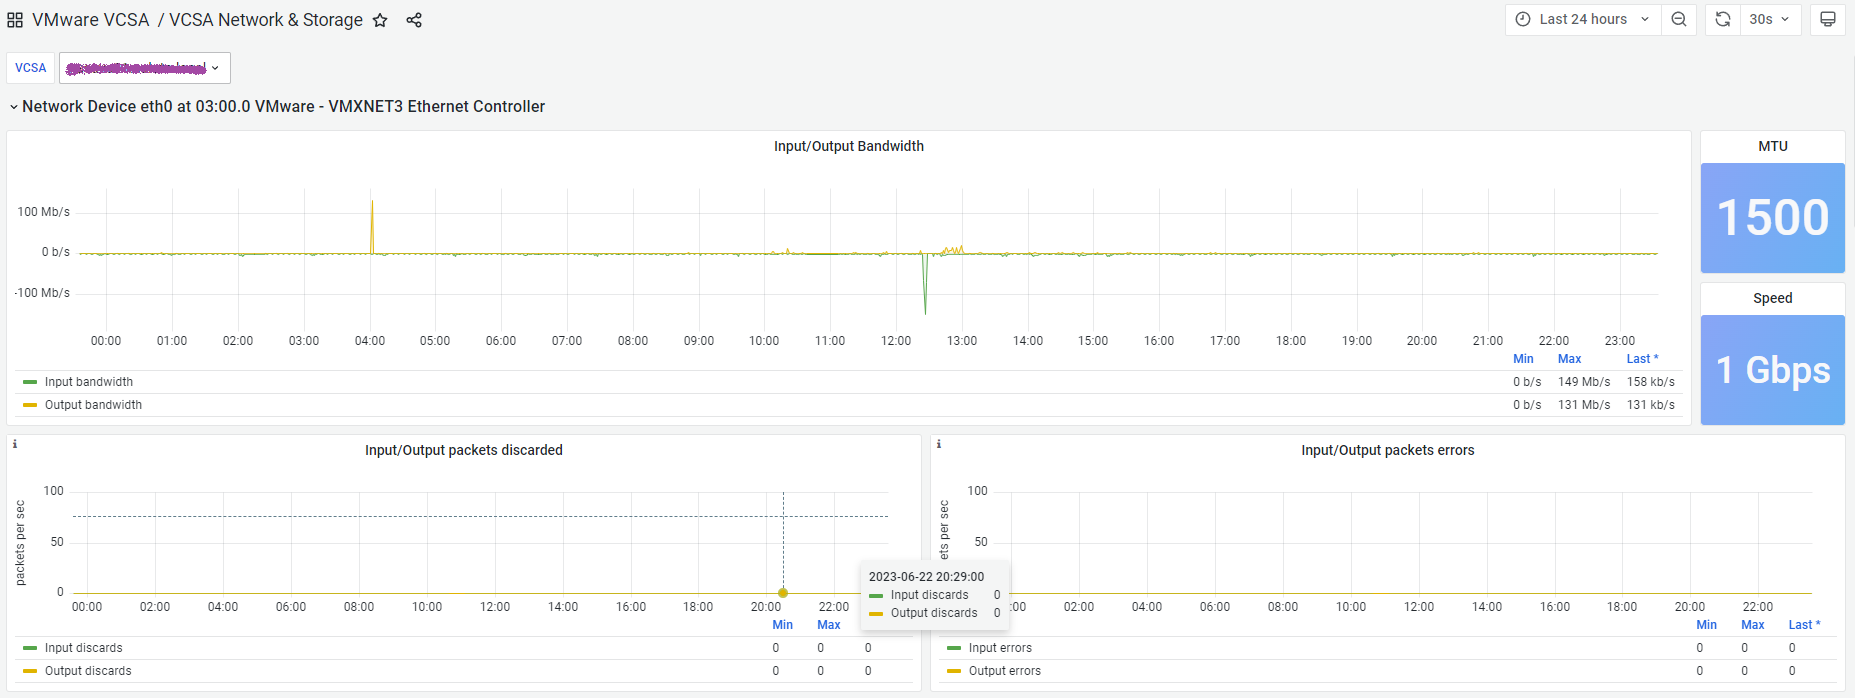 VMware VCSA / VCSA Network & Storage
Last 24 hours
30s
VCSA
Network Device eth0 at 03:00.0 VMware - VMXNET3 Ethernet Controller
Input/Output Bandwidth
100 Mb/s
0 b/s
-100 Mb/s
00:00 01:00 02:00 03:00 04:00 05:00 06:00 07:00 08:00 09:00 10:00 11:00 12:00 13:00 14:00 15:00 16:00 17:00 18:00 19:00 20:00 21:00 22:00 23:00
Min Max Last *
Input bandwidth 0 b/s 149 Mb/s 158 kb/s
Output bandwidth 0 b/s 131 Mb/s 131 kb/s
MTU
1500
Speed
1 Gbps
Input/Output packets discarded
packets per sec
100
50
0
00:00 02:00 04:00 06:00 08:00 10:00 12:00 14:00 16:00 18:00 20:00 22:00
Min Max
Input discards 0 0 0
Output discards 0 0 0
2023-06-22 20:29:00
Input discards 0
Output discards 0
Input/Output packets errors
ets per sec
100
50
:00 02:00 04:00 06:00 08:00 10:00 12:00 14:00 16:00 18:00 20:00 22:00
Min Max Last *
Input errors 0 0 0
Output errors 0 0 0